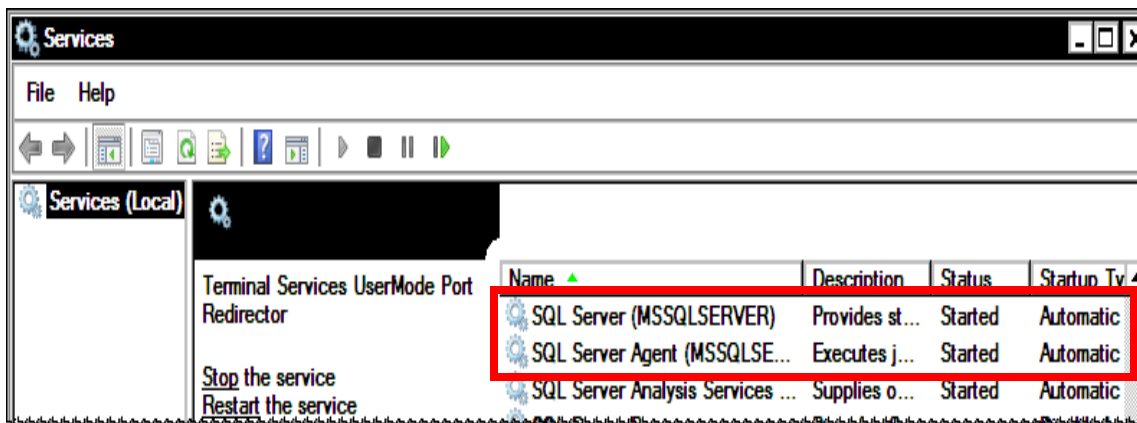 Services
File Help
Services (Local)
Terminal Services UserMode Port
Redirector
Stop the service
Restart the service
Name Description Status Startup Ty
SQL Server (MSSQLSERVER) Provides st... Started Automatic
SQL Server Agent (MSSQLSE... Executes j... Started Automatic
SQL Server Analysis Services ... Supplies o... Started Automatic